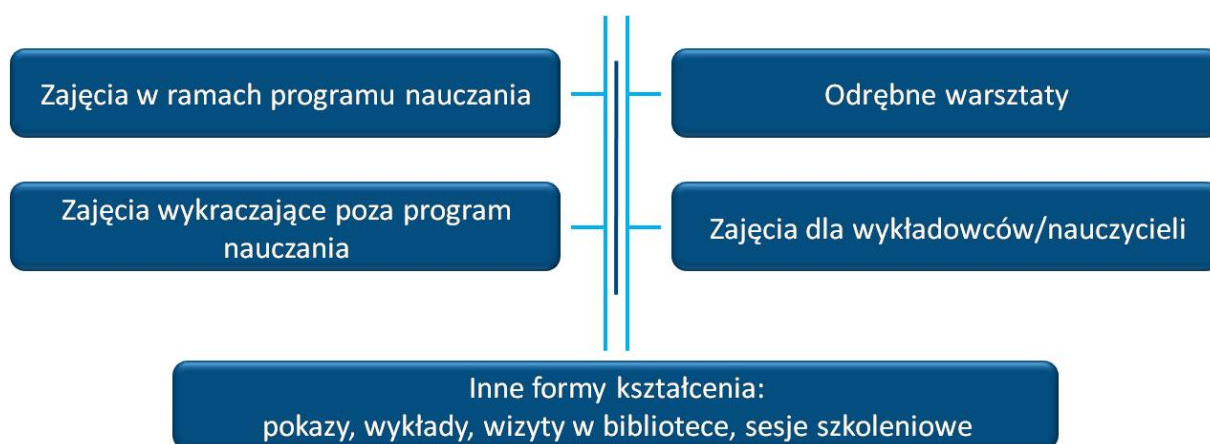 Zajęcia w ramach programu nauczania
Odrębne warsztaty
Zajęcia wykraczające poza program
nauczania
Zajęcia dla wykładowców/nauczycieli
Inne formy kształcenia:
pokazy, wykłady, wizyty w bibliotece, sesje szkoleniowe